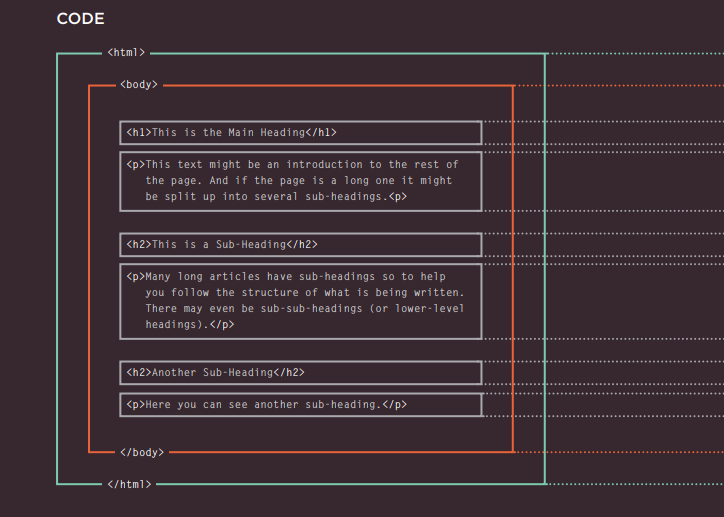 CODE
<html>
<body>
<h1>This is the Main Heading</h1>
<p>This text might be an introduction to the rest of
the page. And if the page is a long one it might
be split up into several sub-headings.<p>
<h2>This is a Sub-Heading</h2>
<p>Many long articles have sub-headings so to help
you follow the structure of what is being written.
There may even be sub-sub-headings (or lower-level
headings).</p>
<h2>Another Sub-Heading</h2>
<p>Here you can see another sub-heading.</p>
</body>
</html>